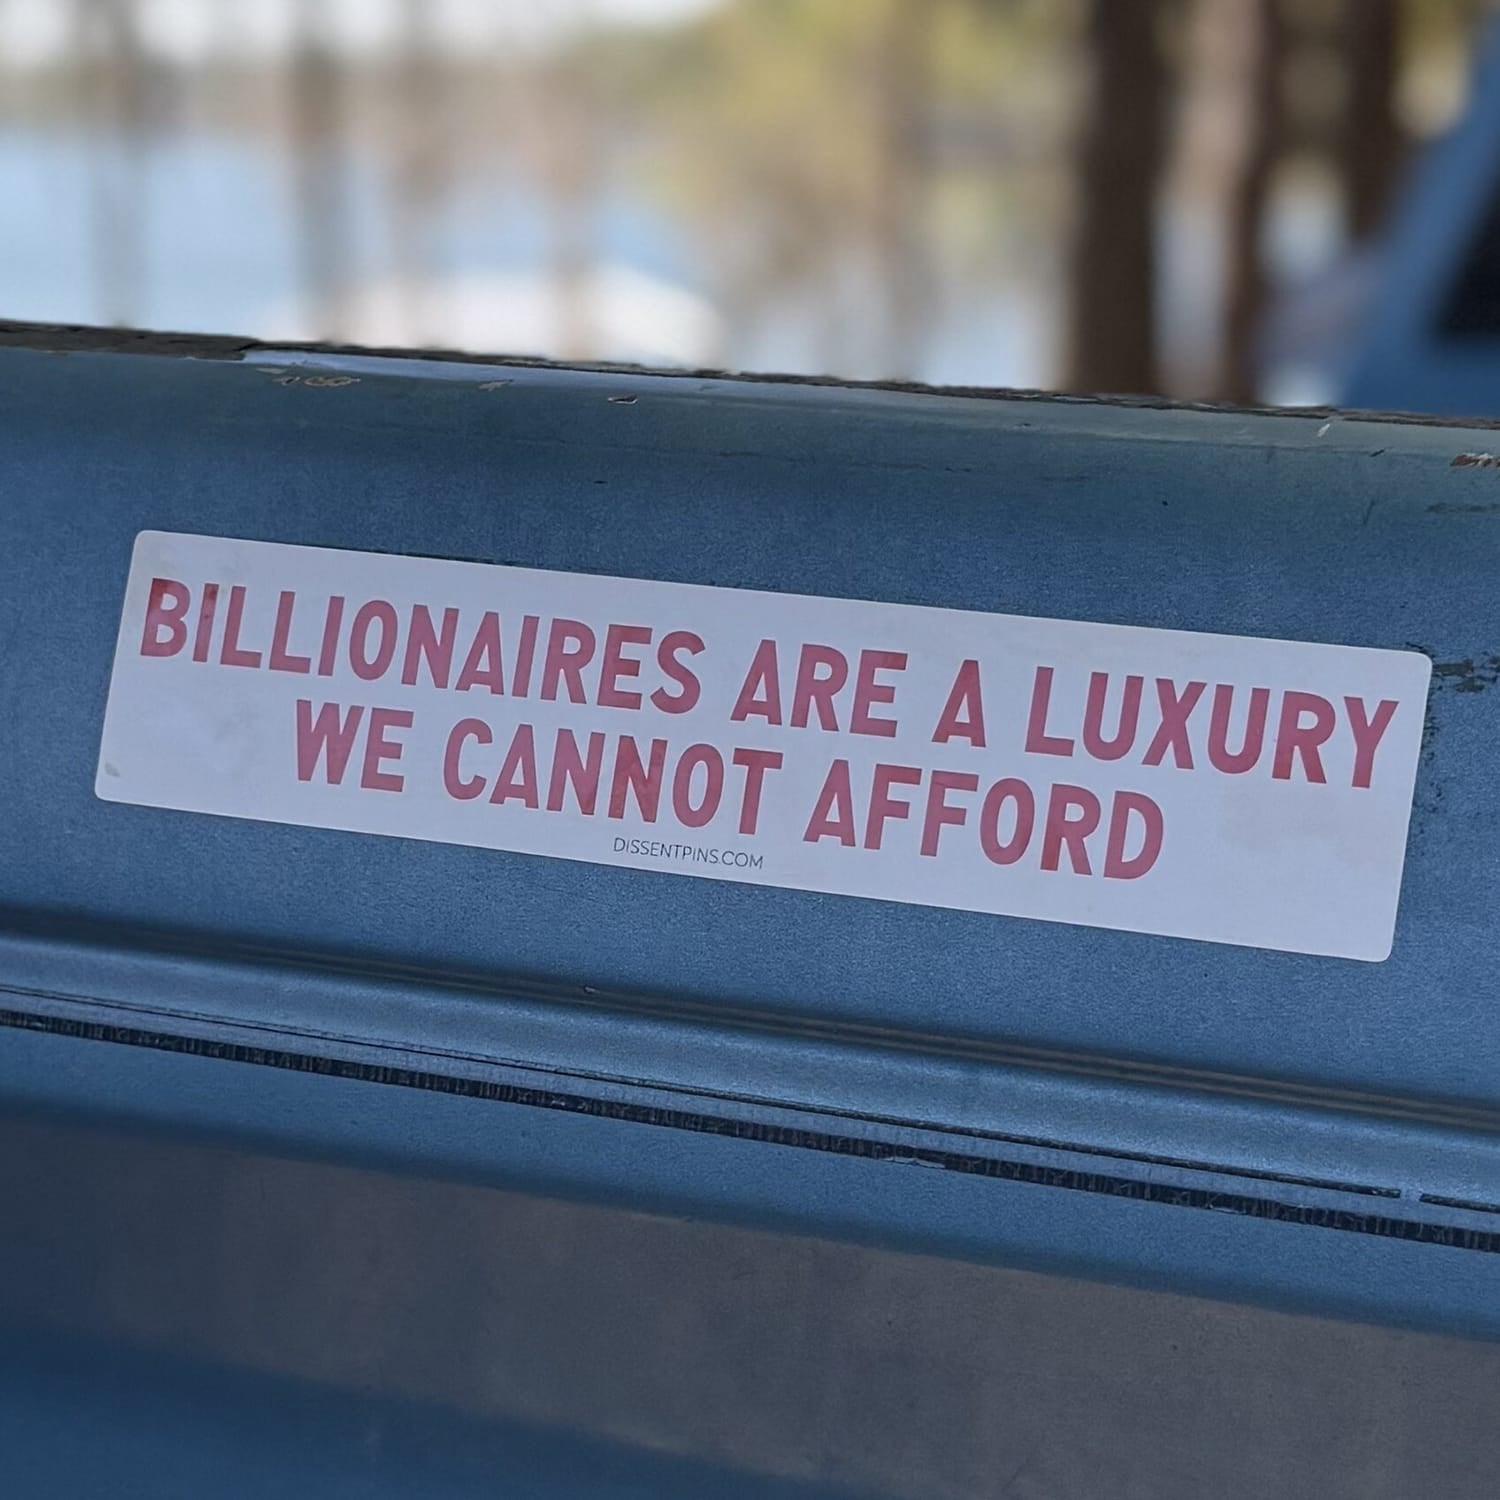 BILLIONAIRES ARE A LUXURY
WE CANNOT AFFORD
DISSENTPINS.COM